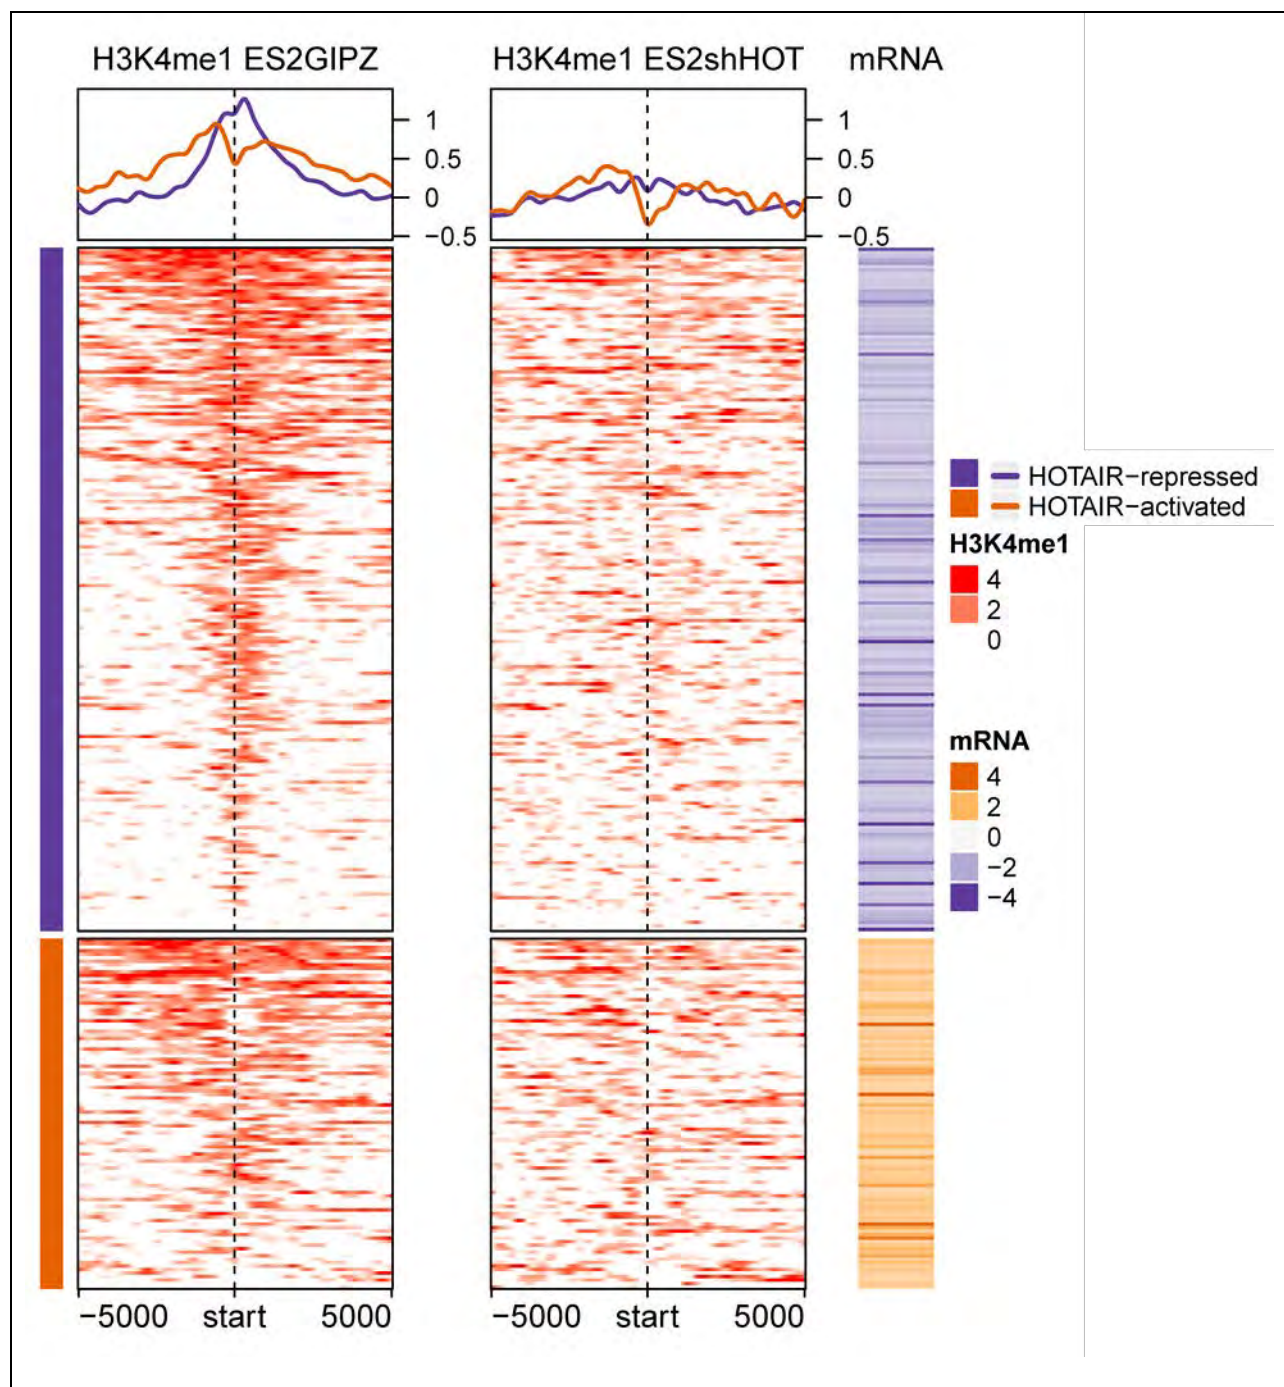 H3K4me1 ES2GIPZ
H3K4me1 ES2shHOT
mRNA
1
0.5
0
−0.5
1
0.5
0
−0.5
HOTAIR−repressed
HOTAIR−activated
H3K4me1
4
2
0
mRNA
4
2
0
−2
−4
−5000 start 5000
−5000 start 5000